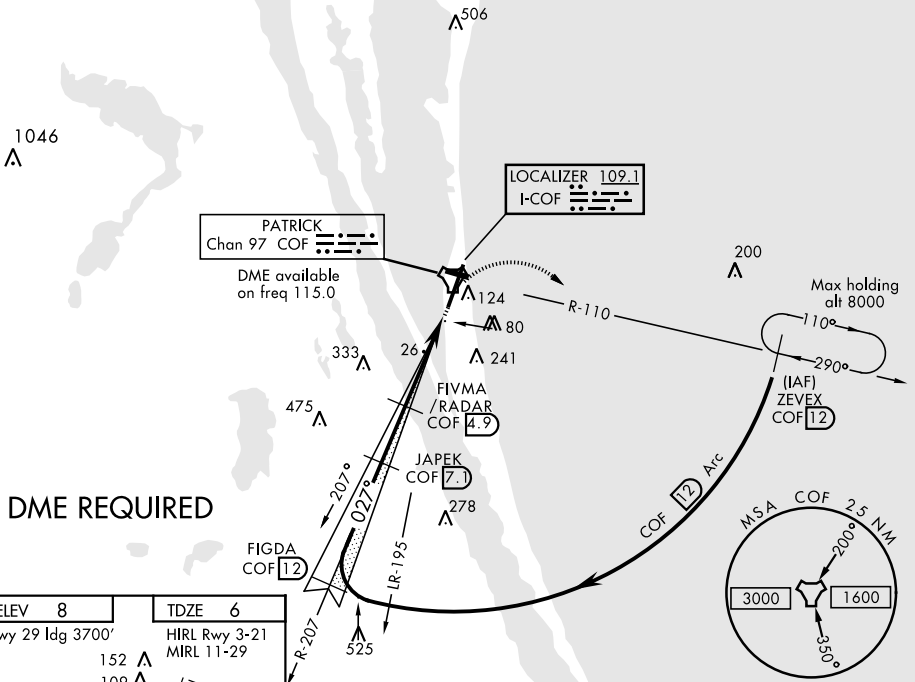 506
1046
LOCALIZER 109.1
I-COF
PATRICK
Chan 97 COF
DME available
on freq 115.0
200
Max holding
alt 8000
124
R-110
110°
80
290°
333
26
241
(IAF)
ZEVEX
COF 12
FIVMA
/RADAR
COF 4.9
475
JAPEK
COF 7.1
207°
027°
COF 12 Arc
DME REQUIRED
278
MSA COF 25 NM
200°
FIGDA
COF 12
LR-195
3000
1600
350°
ELEV 8
TDZE 6
wy 29 ldg 3700'
HIRL Rwy 3-21
MIRL 11-29
R-207
525
152
109